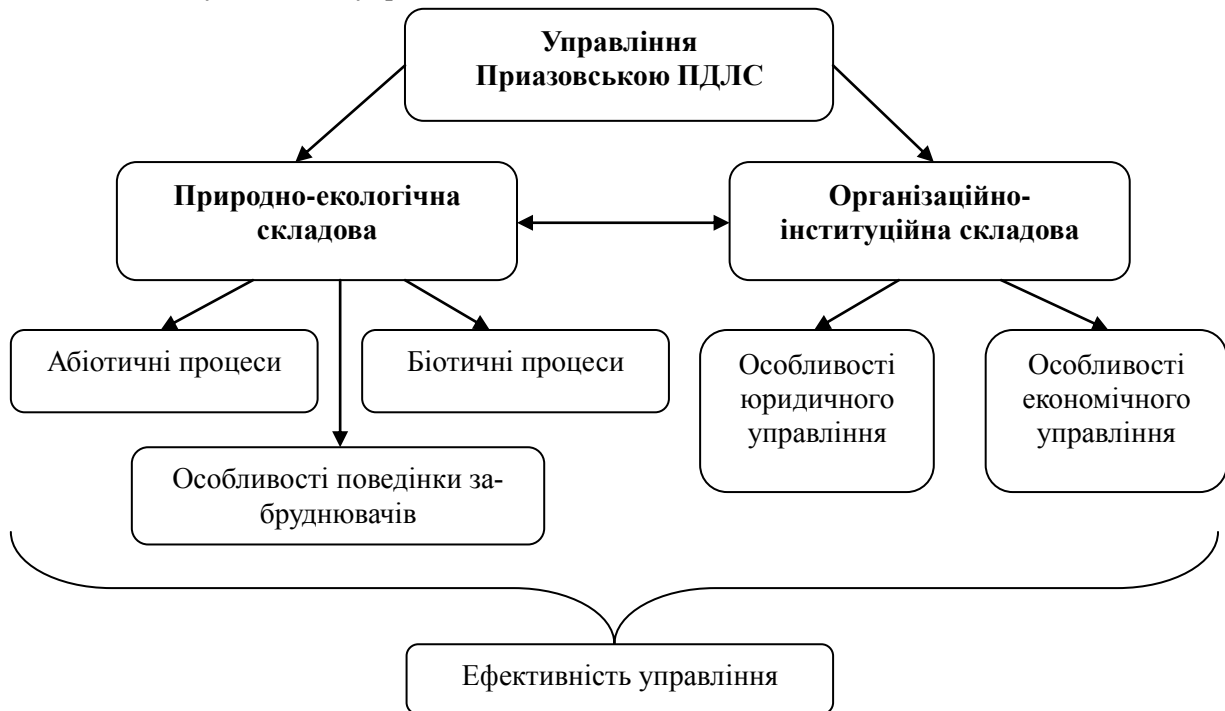 Управління
Приазовською ПДЛС
Природно-екологічна
складова
Організаційно-
інституційна складова
Абіотичні процеси
Біотичні процеси
Особливості
юридичного
управління
Особливості
економічного
управління
Особливості поведінки за-
бруднювачів
Ефективність управління